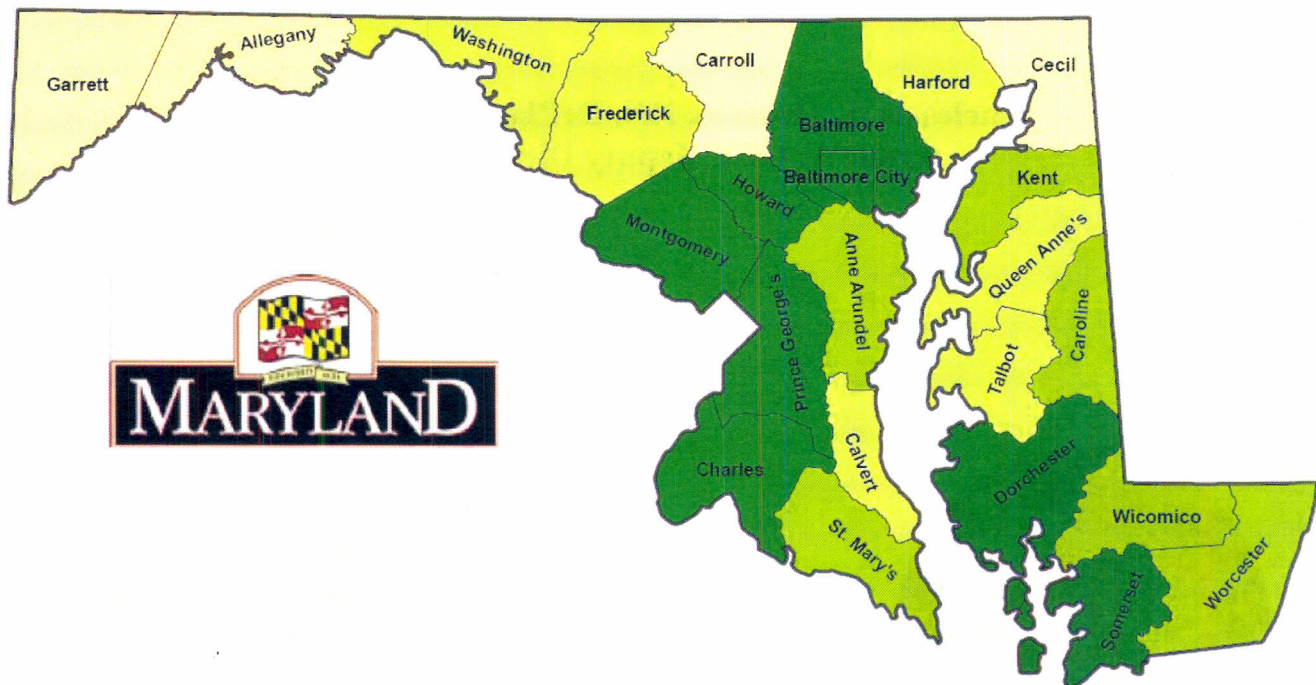 Garrett
Allegany
Washington
Frederick
Carroll
Baltimore
Harford
Cecil
Baltimore City
Howard
Montgomery
Kent
Queen Anne's
Anne Arundel
Prince George's
Caroline
Talbot
MARYLAND
Charles
Calvert
St. Mary's
Dorchester
Wicomico
Worcester
Somerset